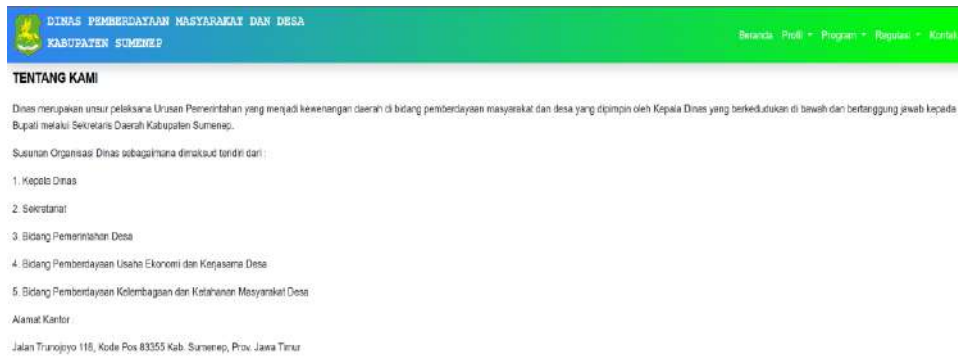 DINAS PEMBERDAYAAN MASYARAKAT DAN DESA
KABUPATEN SUMENEP
Beranda Profil Program Regulasi Kontak
TENTANG KAMI
Dinas merupakan unsur pelaksana Urusan Pemerintahan yang menjadi kewenangan daerah di bidang pemberdayaan masyarakat dan desa yang dipimpin oleh Kepala Dinas yang berkedudukan di bawah dan bertanggung jawab kepada
Bupati melalui Sekretaris Daerah Kabupaten Sumenep.
Susunan Organisasi Dinas sebagaimana dimaksud terdiri dari :
1. Kepala Dinas
2. Sekretariat
3. Bidang Pemerintahan Desa
4. Bidang Pemberdayaan Usaha Ekonomi dan Kerjasama Desa
5. Bidang Pemberdayaan Kelembagaan dan Ketahanan Masyarakat Desa
Alamat Kantor :
Jalan Trunojoyo 118, Kode Pos 83355 Kab. Sumenep, Prov. Jawa Timur